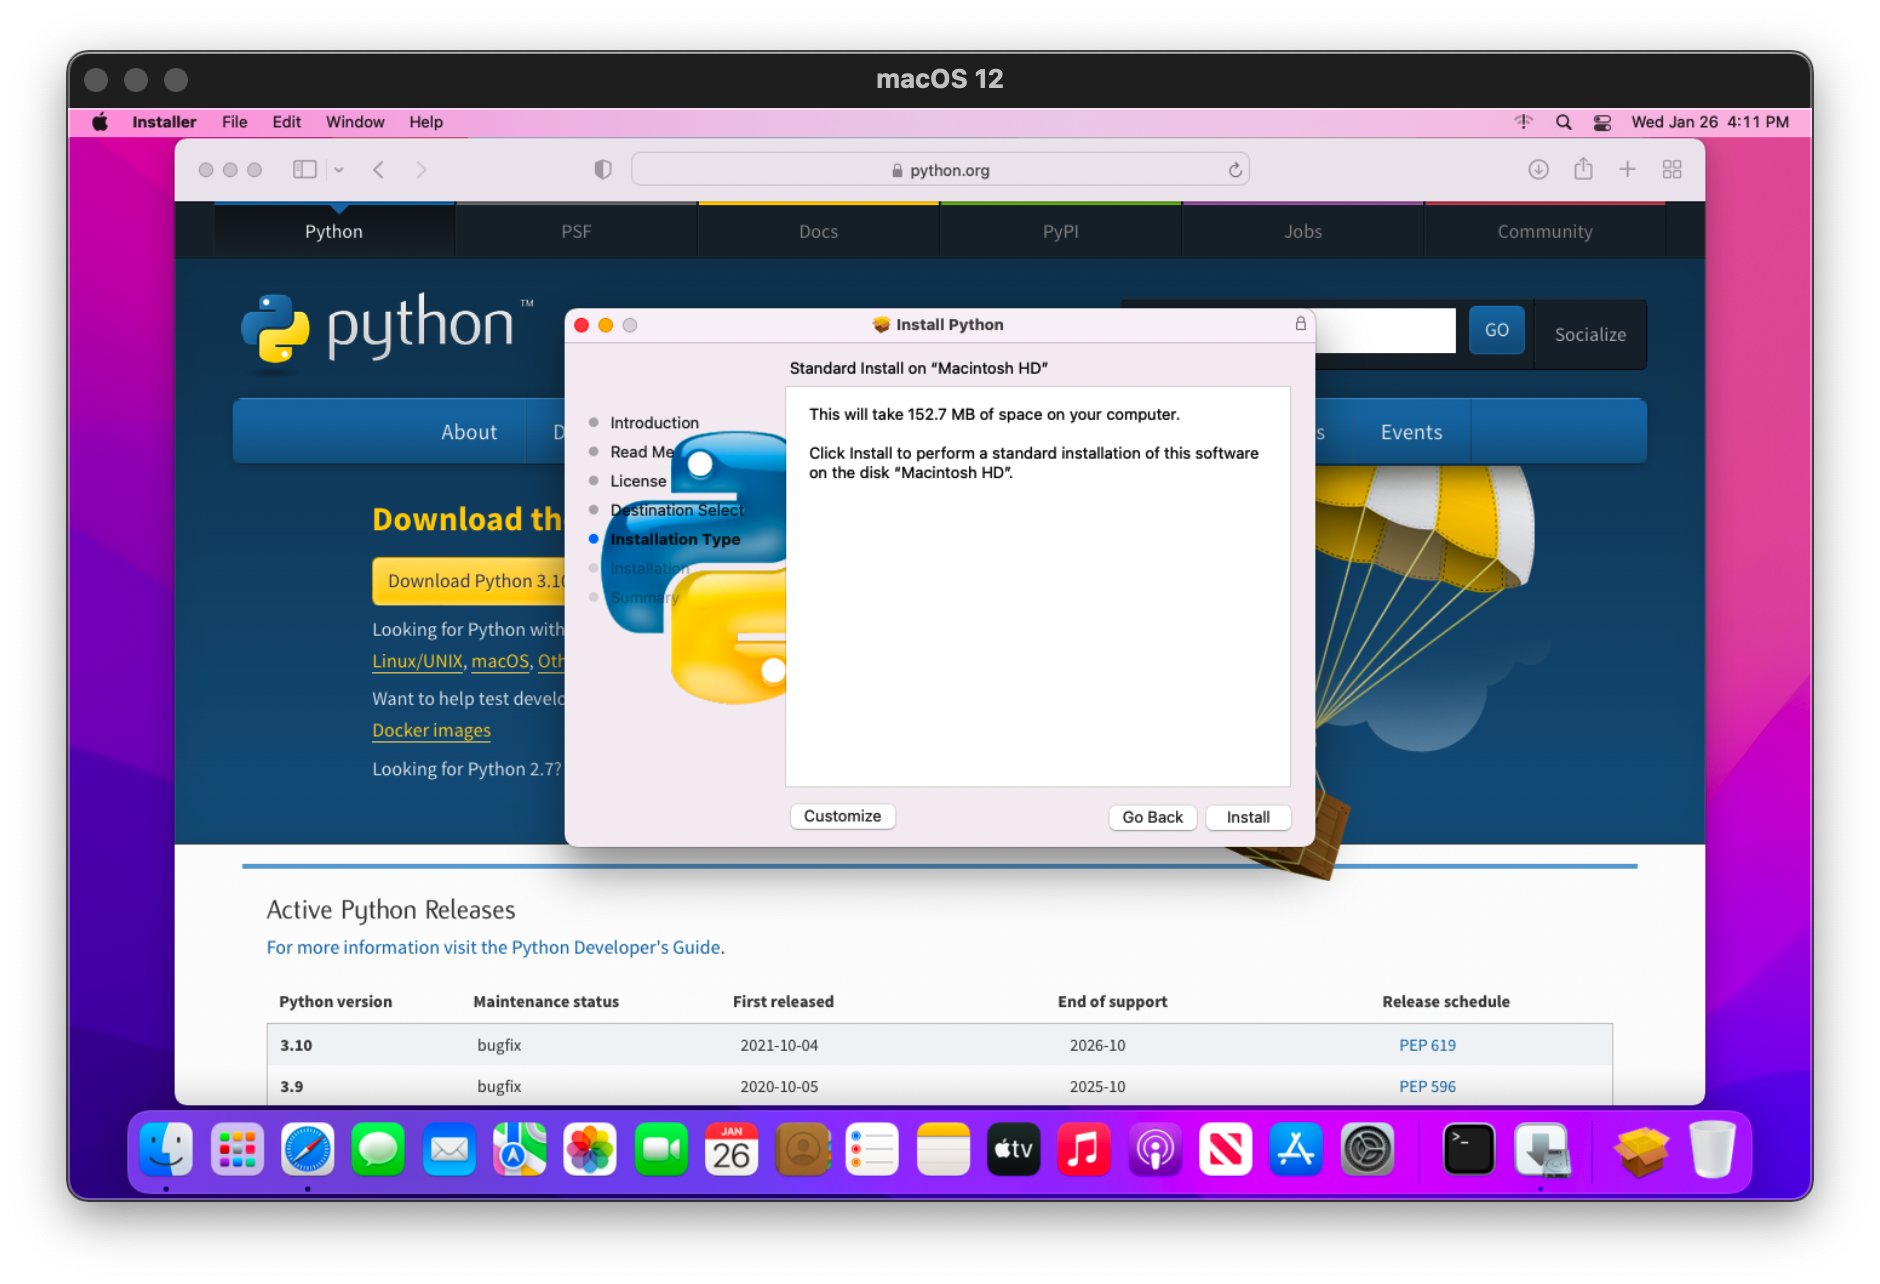 macOS 12
Installer File Edit Window Help Wed Jan 26 4:11 PM
python.org
Python PSF Docs PyPI Jobs Community
python™
GO Socialize
Install Python
Standard Install on “Macintosh HD”
Introduction
Read Me
License
Destination Select
Installation Type
Installation
Summary
This will take 152.7 MB of space on your computer.
Click Install to perform a standard installation of this software
on the disk “Macintosh HD”.
Customize Go Back Install
About D s Events
Download th
Download Python 3.10
Looking for Python with
Linux/UNIX, macOS, Oth
Want to help test develo
Docker images
Looking for Python 2.7?
Active Python Releases
For more information visit the Python Developer's Guide.
Python version Maintenance status First released End of support Release schedule
3.10 bugfix 2021-10-04 2026-10 PEP 619
3.9 bugfix 2020-10-05 2025-10 PEP 596
JAN
26
tv
>_